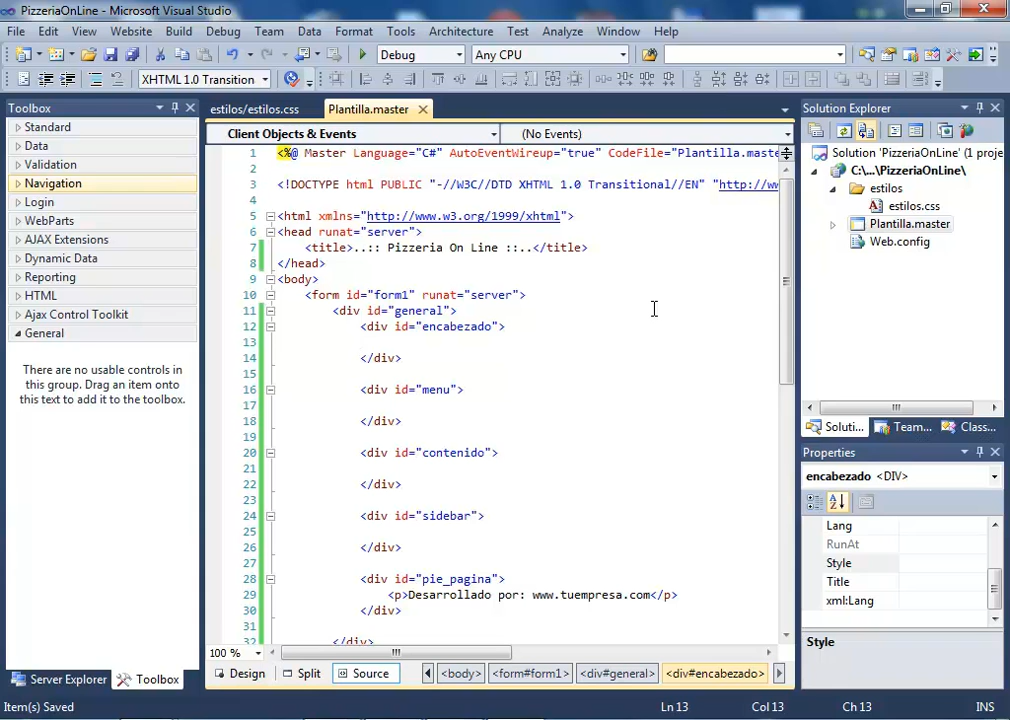 PizzeriaOnLine - Microsoft Visual Studio
File Edit View Website Build Debug Team Data Format Tools Architecture Test Analyze Window Help
Debug Any CPU
XHTML 1.0 Transition
Toolbox
Standard
Data
Validation
Navigation
Login
WebParts
AJAX Extensions
Dynamic Data
Reporting
HTML
Ajax Control Toolkit
General
There are no usable controls in
this group. Drag an item onto
this text to add it to the toolbox.
Server Explorer Toolbox
estilos/estilos.css Plantilla.master
Client Objects & Events (No Events)
1 <%@ Master Language="C#" AutoEventWireup="true" CodeFile="Plantilla.maste
2
3 <!DOCTYPE html PUBLIC "-//W3C//DTD XHTML 1.0 Transitional//EN" "http://ww
4
5 <html xmlns="http://www.w3.org/1999/xhtml">
6 <head runat="server">
7 <title>..:: Pizzeria On Line ::..</title>
8 </head>
9 <body>
10 <form id="form1" runat="server">
11 <div id="general">
12 <div id="encabezado">
13
14 </div>
15
16 <div id="menu">
17
18 </div>
19
20 <div id="contenido">
21
22 </div>
23
24 <div id="sidebar">
25
26 </div>
27
28 <div id="pie_pagina">
29 <p>Desarrollado por: www.tuempresa.com</p>
30 </div>
31
32 </div>
100 %
Design Split Source <body> <form#form1> <div#general> <div#encabezado>
Solution Explorer
Solution 'PizzeriaOnLine' (1 proje
C:\...\PizzeriaOnLine\
estilos
estilos.css
Plantilla.master
Web.config
Soluti... Team... Class...
Properties
encabezado <DIV>
Lang
RunAt
Style
Title
xml:Lang
Style
Item(s) Saved Ln 13 Col 13 Ch 13 INS